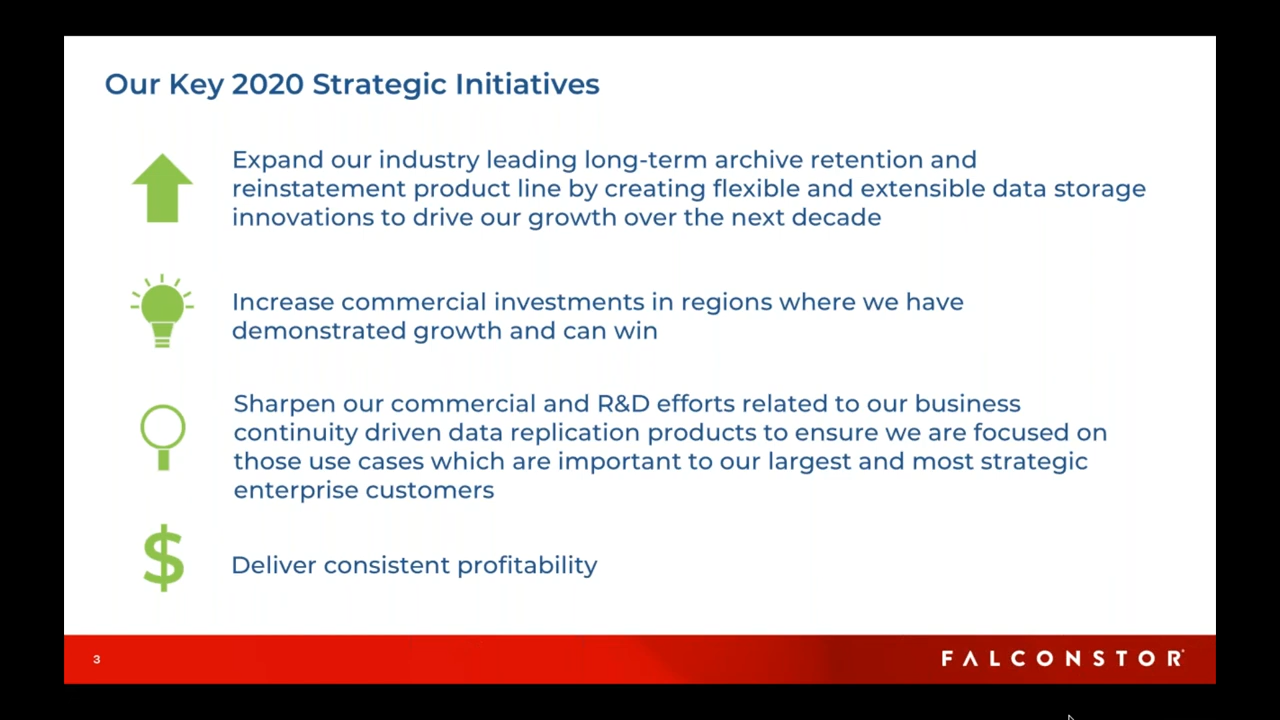 Our Key 2020 Strategic Initiatives
Expand our industry leading long-term archive retention and
reinstatement product line by creating flexible and extensible data storage
innovations to drive our growth over the next decade
Increase commercial investments in regions where we have
demonstrated growth and can win
Sharpen our commercial and R&D efforts related to our business
continuity driven data replication products to ensure we are focused on
those use cases which are important to our largest and most strategic
enterprise customers
$
Deliver consistent profitability
3
FALCONSTOR